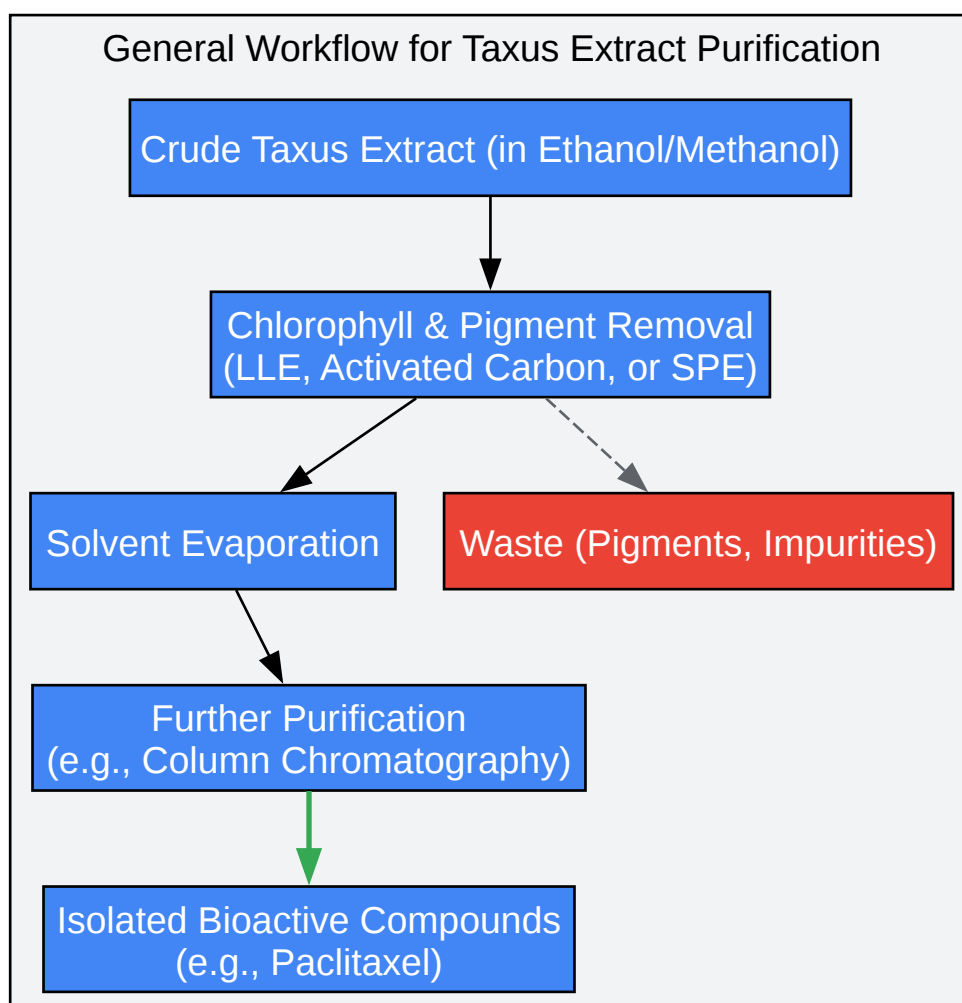 General Workflow for Taxus Extract Purification
Crude Taxus Extract (in Ethanol/Methanol)
Chlorophyll & Pigment Removal
(LLE, Activated Carbon, or SPE)
Solvent Evaporation
Waste (Pigments, Impurities)
Further Purification
(e.g., Column Chromatography)
Isolated Bioactive Compounds
(e.g., Paclitaxel)